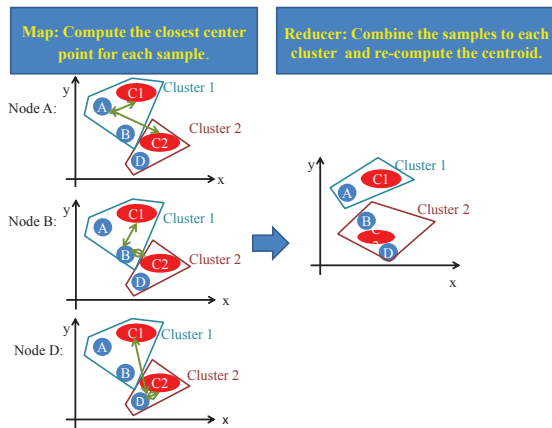 Map: Compute the closest center
point for each sample.
Reducer: Combine the samples to each
cluster and re-compute the centroid.
y
Node A:
C1
Cluster 1
A
B
C2
Cluster 2
D
x
y
Node B:
C1
Cluster 1
A
B
C2
Cluster 2
D
x
y
Node D:
C1
Cluster 1
A
B
C2
Cluster 2
D
x
y
Cluster 1
C1
A
Cluster 2
B
C
D
x